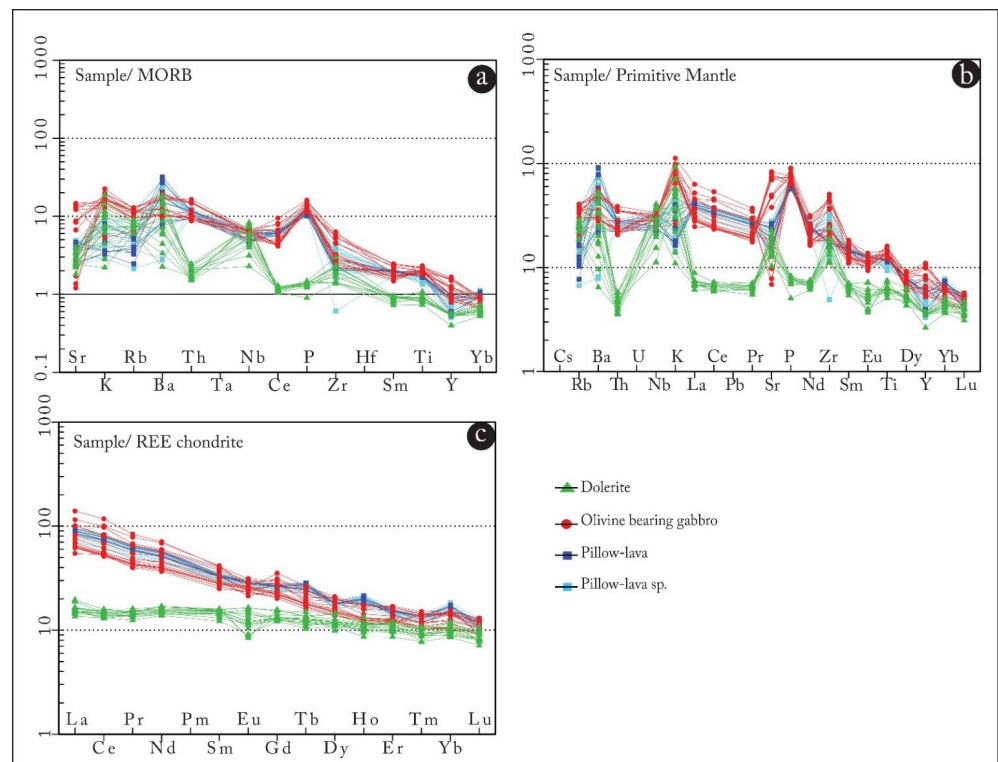 Sample/ MORB
a
1000
100
10
1
0.1
Sr Rb Ba Th Nb P Hf Ti Yb
K Ta Ce Zr Sm Y
Sample/ Primitive Mantle
b
1000
100
10
1
Cs Ba U K Ce Pr P Zr Eu Dy Yb
Rb Th Nb La Pb Sr Nd Sm Ti Y Lu
Sample/ REE chondrite
c
1000
100
10
1
La Pr Pm Eu Tb Ho Tm Lu
Ce Nd Sm Gd Dy Er Yb
Dolerite
Olivine bearing gabbro
Pillow-lava
Pillow-lava sp.